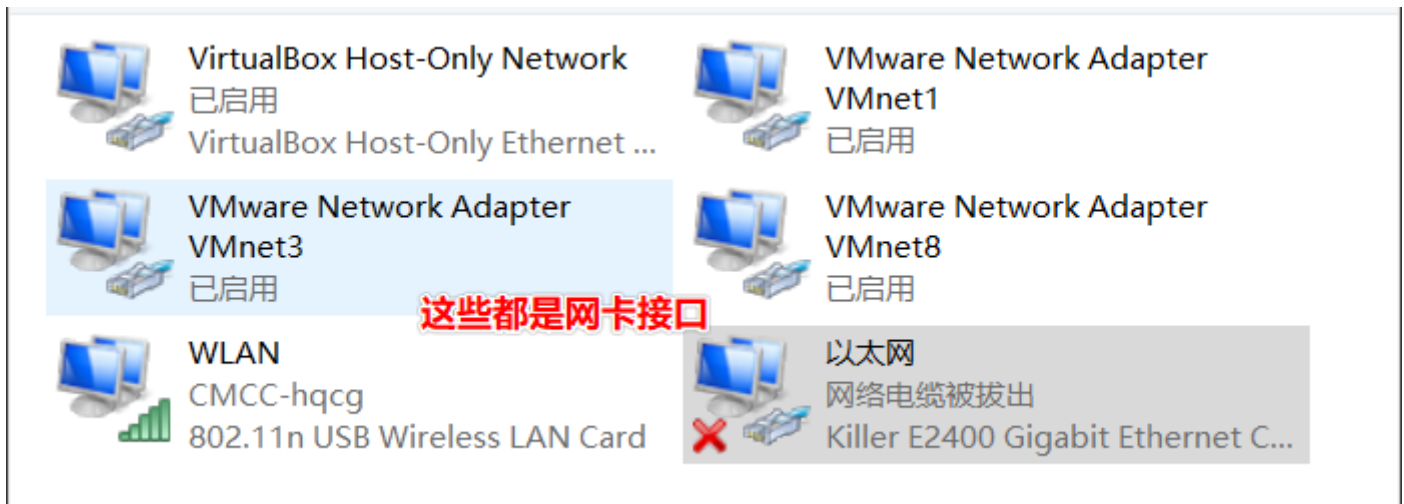 VirtualBox Host-Only Network
已启用
VirtualBox Host-Only Ethernet ...
VMware Network Adapter
VMnet1
已启用
VMware Network Adapter
VMnet3
已启用
VMware Network Adapter
VMnet8
已启用
这些都是网卡接口
WLAN
CMCC-hqcg
802.11n USB Wireless LAN Card
以太网
网络电缆被拔出
Killer E2400 Gigabit Ethernet C...